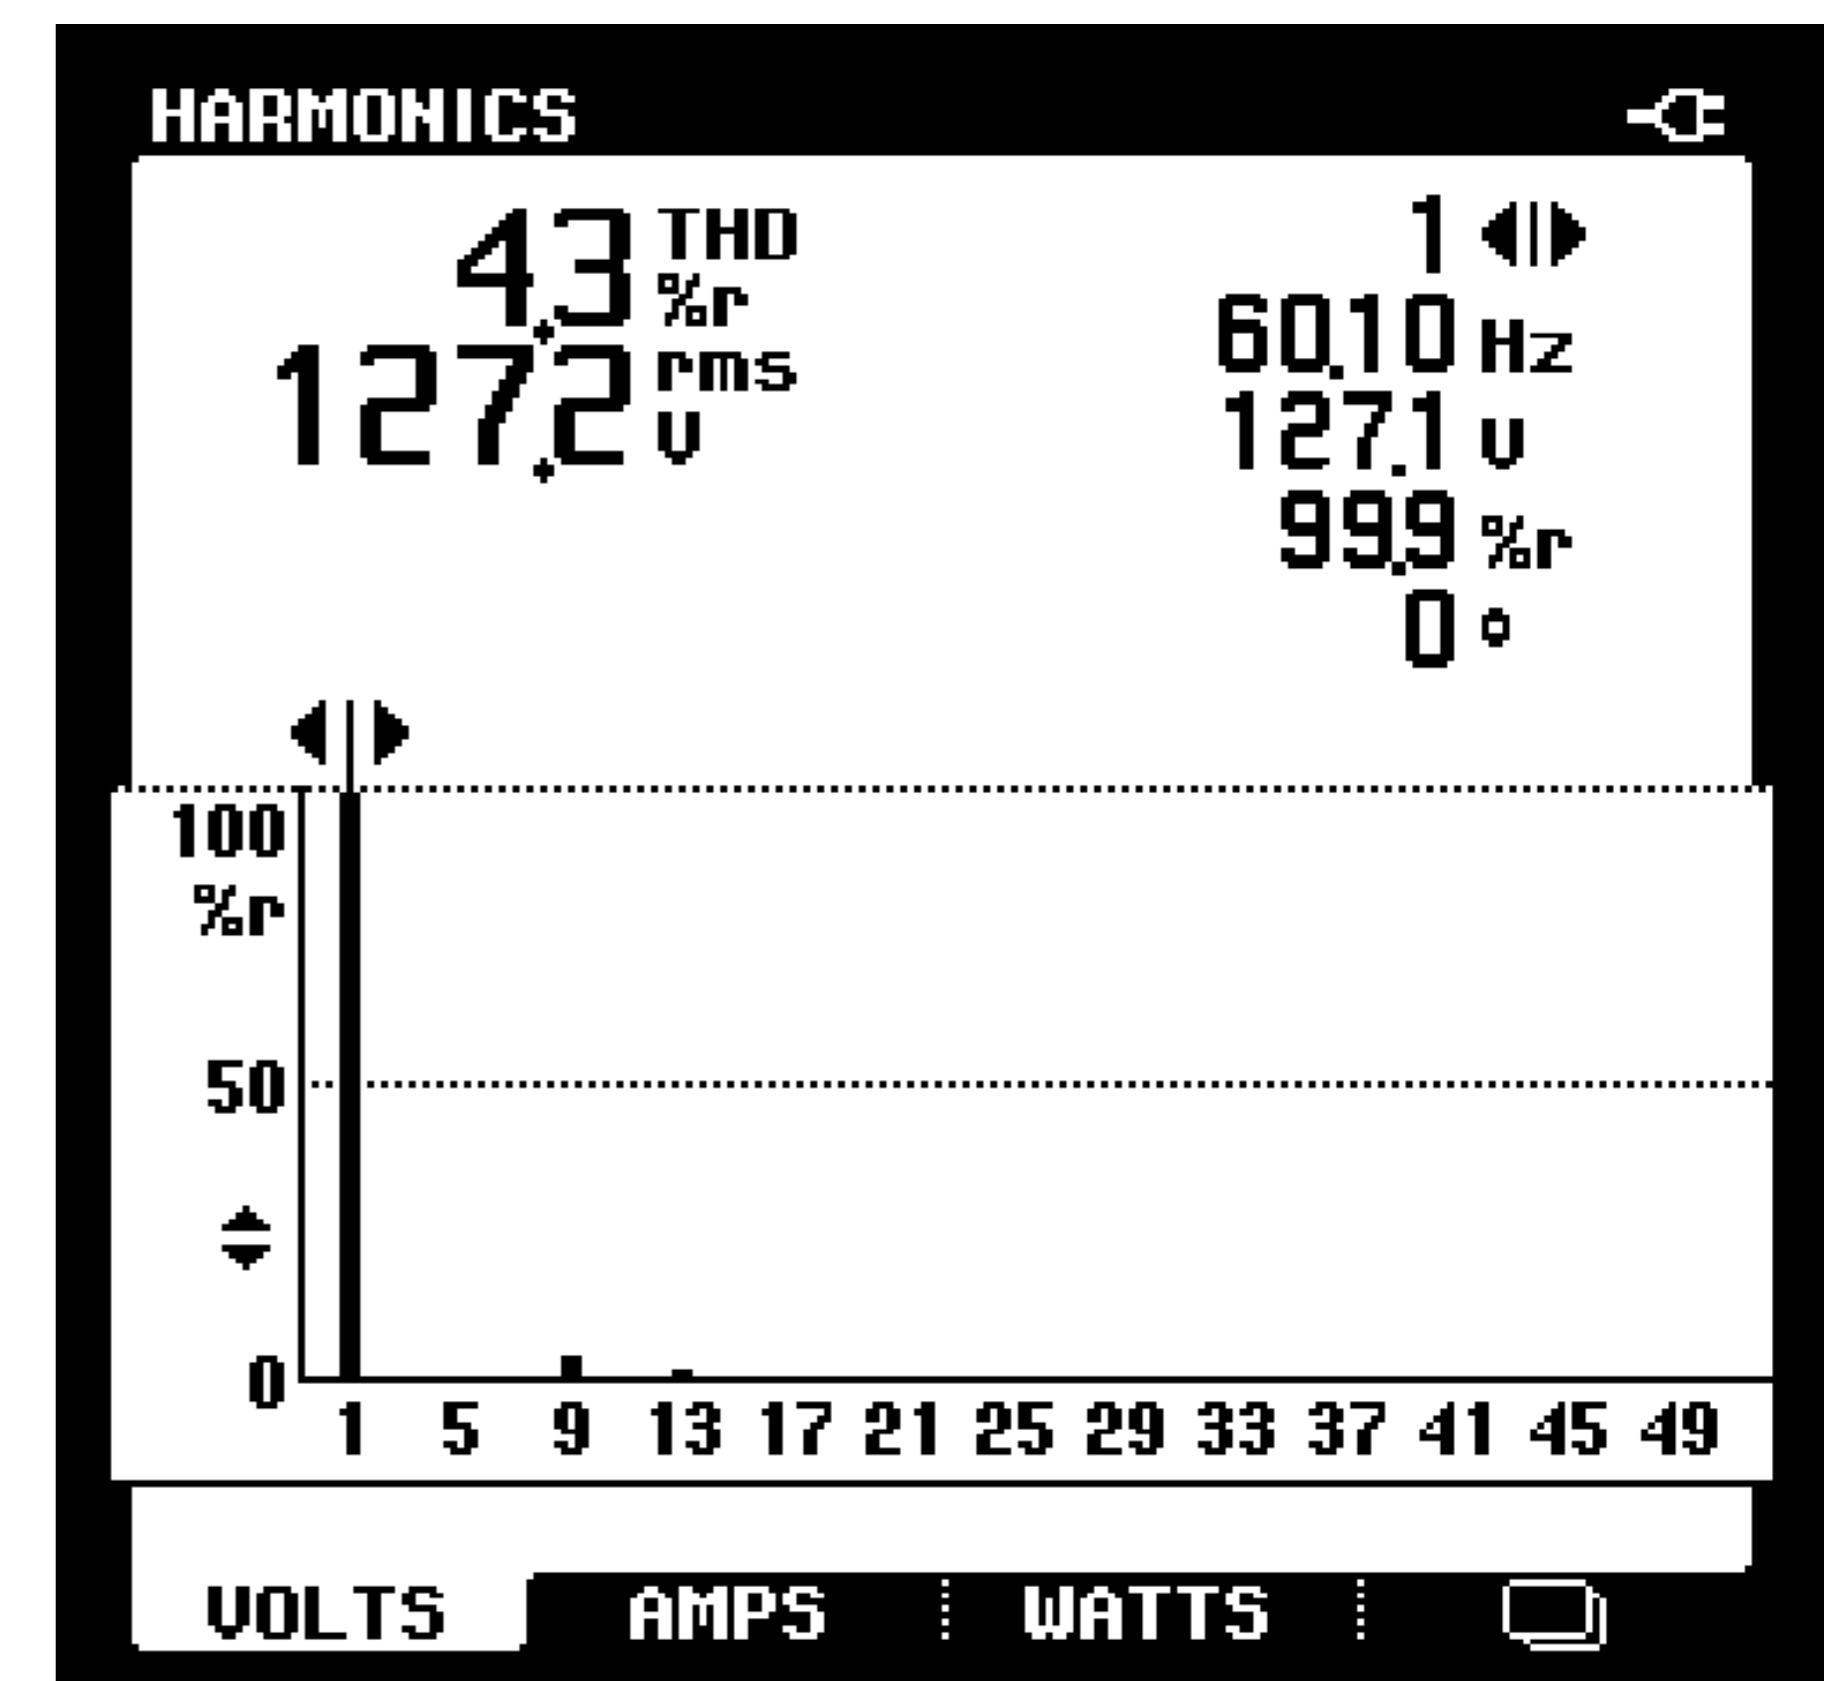 HARMONICS
4.3 THD %r
127.2 rms V
1
60.10 Hz
127.1 V
99.9 %r
0 °
100
%r
50
0
1 5 9 13 17 21 25 29 33 37 41 45 49
VOLTS AMPS WATTS